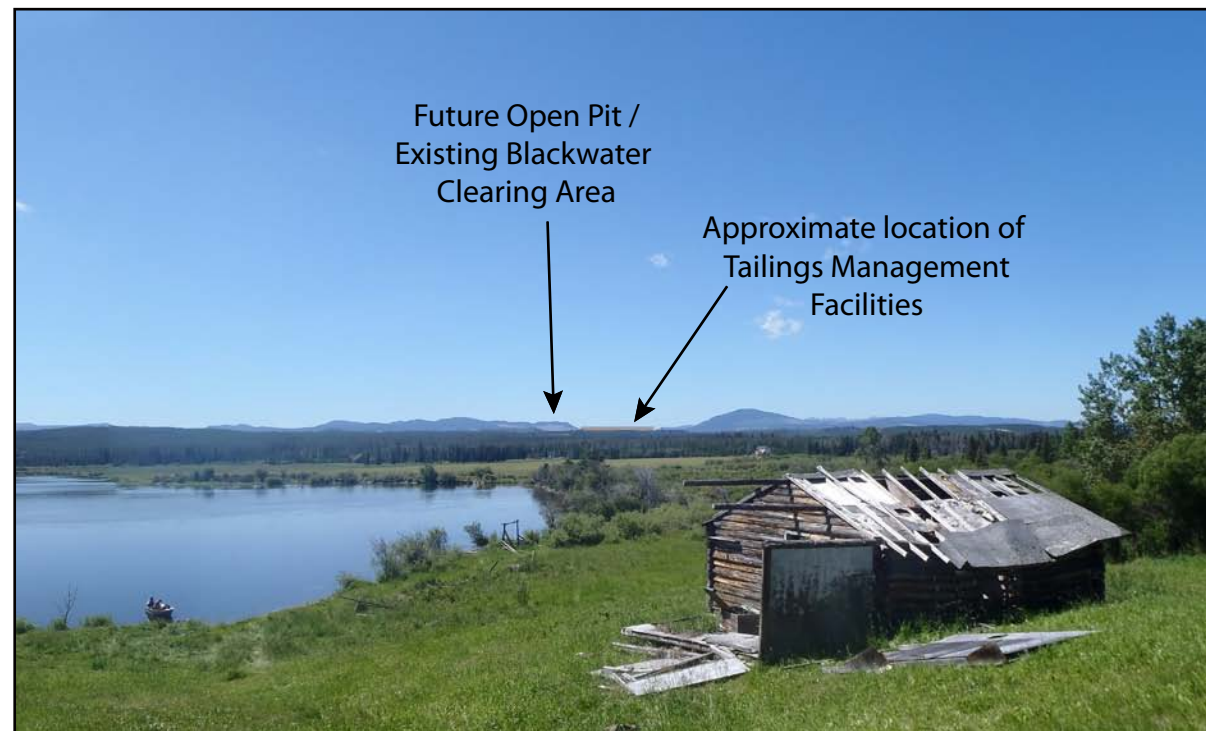 Future Open Pit /
Existing Blackwater
Clearing Area
Approximate location of
Tailings Management
Facilities